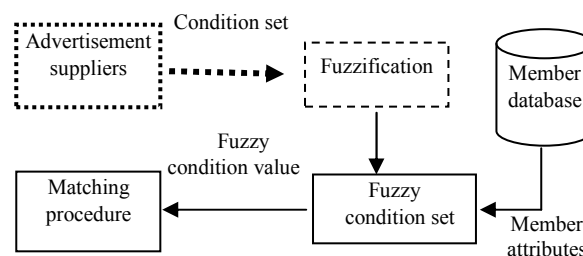 Condition set
Advertisement
suppliers
Fuzzification
Member
database
Fuzzy
condition value
Matching
procedure
Fuzzy
condition set
Member
attributes